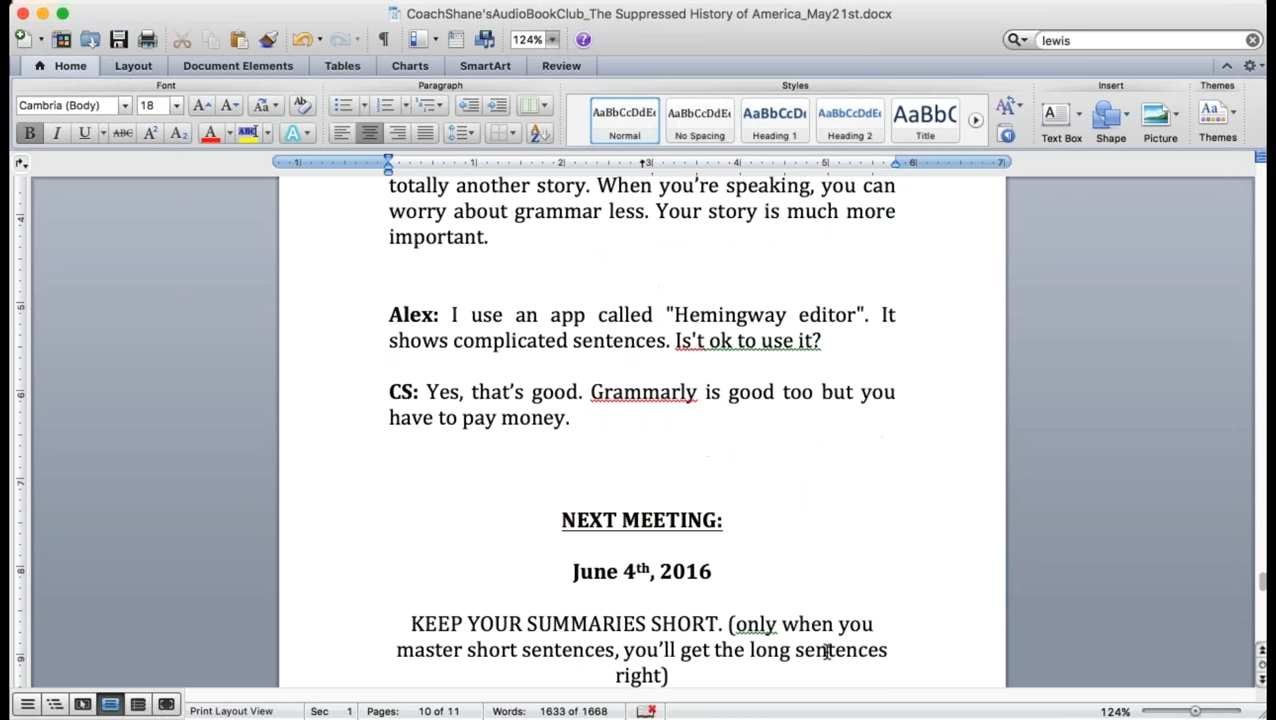 CoachShane'sAudioBookClub_The Suppressed History of America_May21st.docx
124%
lewis
Home Layout Document Elements Tables Charts SmartArt Review
Font Paragraph Styles Insert Themes
Cambria (Body) 18
AaBbCcDdEe AaBbCcDdEe AaBbCcDc AaBbCcDdEe AaBbC
Normal No Spacing Heading 1 Heading 2 Title
Text Box Shape Picture Themes
totally another story. When you’re speaking, you can
worry about grammar less. Your story is much more
important.
Alex: I use an app called "Hemingway editor". It
shows complicated sentences. Is't ok to use it?
CS: Yes, that’s good. Grammarly is good too but you
have to pay money.
NEXT MEETING:
June 4th, 2016
KEEP YOUR SUMMARIES SHORT. (only when you
master short sentences, you’ll get the long sentences
right)
Print Layout View Sec 1 Pages: 10 of 11 Words: 1633 of 1668 124%